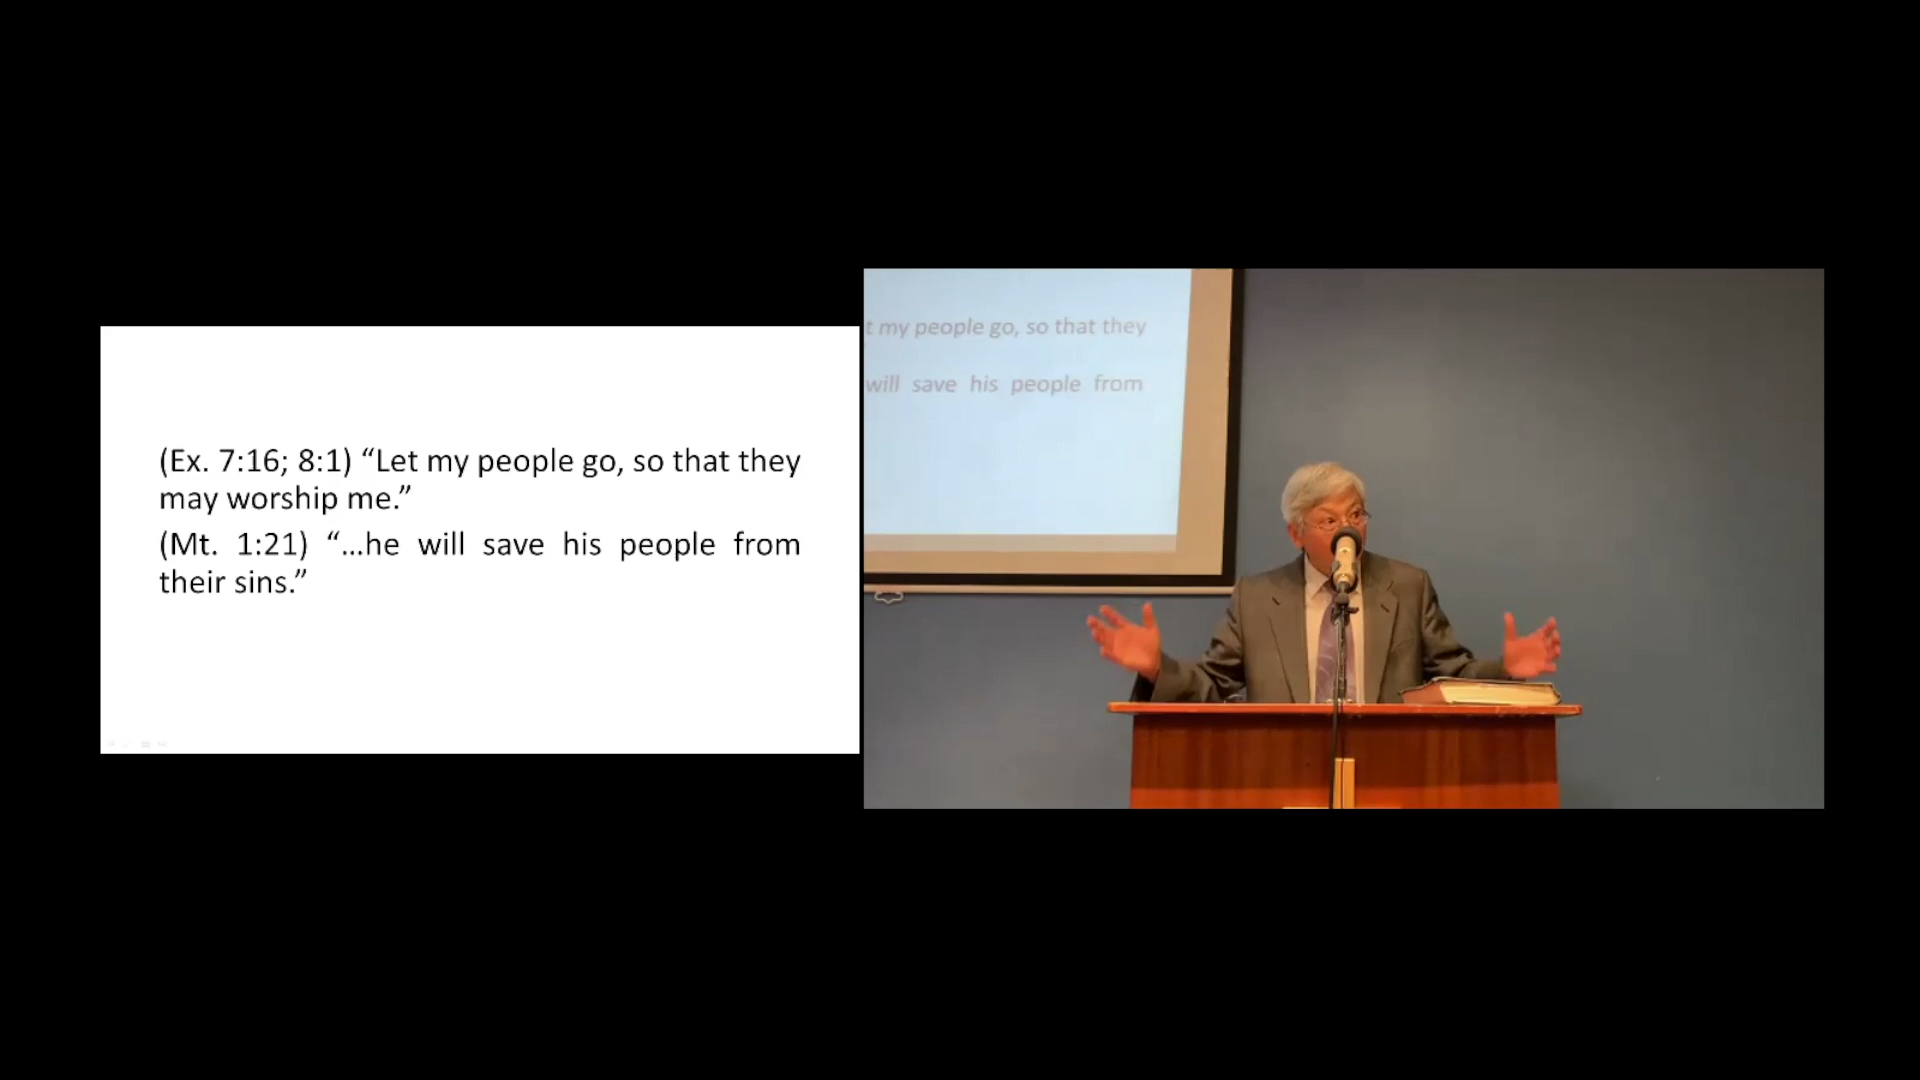 (Ex. 7:16; 8:1) “Let my people go, so that they
may worship me.”
(Mt. 1:21) “...he will save his people from
their sins.”
t my people go, so that they
will save his people from